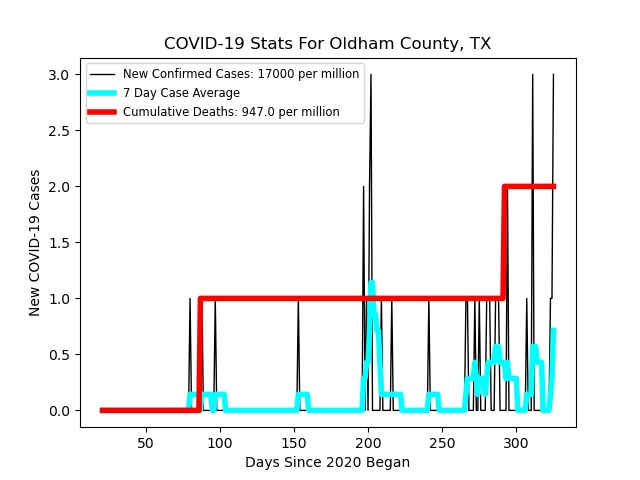 COVID-19 Stats For Oldham County, TX
New Confirmed Cases: 17000 per million
7 Day Case Average
Cumulative Deaths: 947.0 per million
New COVID-19 Cases
3.0
2.5
2.0
1.5
1.0
0.5
0.0
50 100 150 200 250 300
Days Since 2020 Began